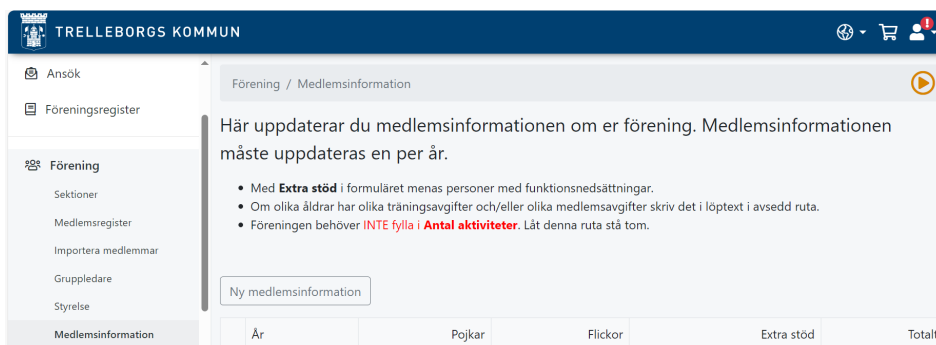 TRELLEBORGS KOMMUN
Ansök
Föreningsregister
Förening
Sektioner
Medlemsregister
Importera medlemmar
Gruppledare
Styrelse
Medlemsinformation
Förening / Medlemsinformation
Här uppdaterar du medlemsinformationen om er förening. Medlemsinformationen
måste uppdateras en per år.
• Med Extra stöd i formuläret menas personer med funktionsnedsättningar.
• Om olika åldrar har olika träningsavgifter och/eller olika medlemsavgifter skriv det i löptext i avsedd ruta.
• Föreningen behöver INTE fylla i Antal aktiviteter. Låt denna ruta stå tom.
Ny medlemsinformation
År Pojkar Flickor Extra stöd Totalt